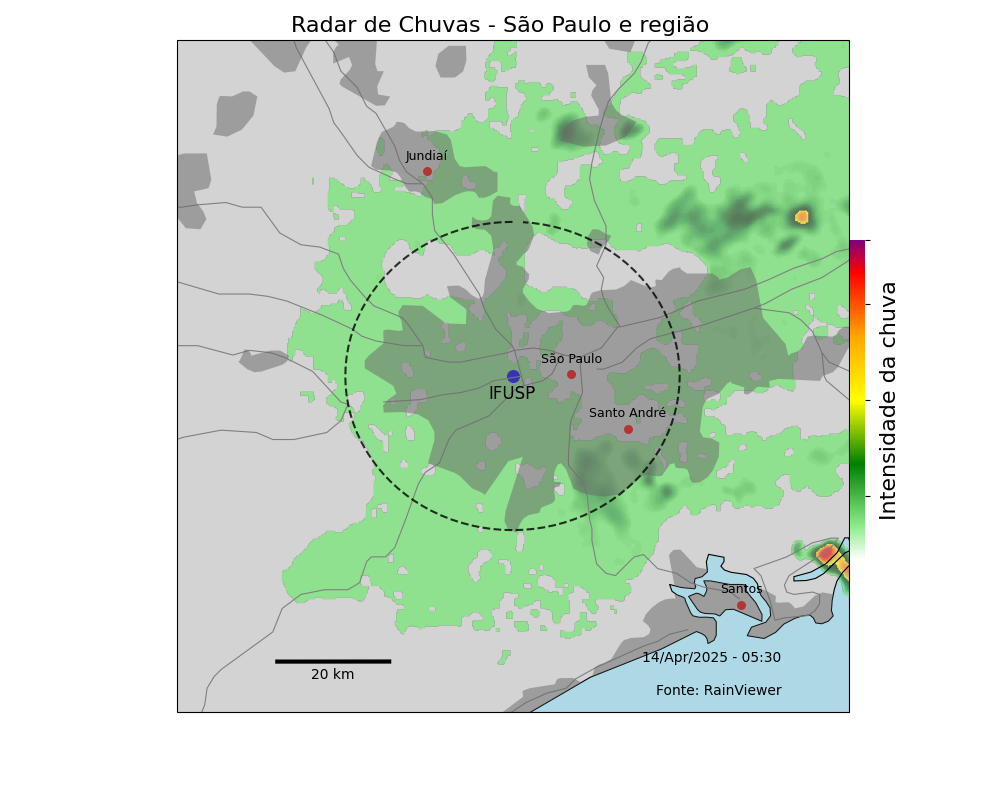 Radar de Chuvas - São Paulo e região
Jundiaí
São Paulo
IFUSP
Santo André
Intensidade da chuva
Santos
14/Apr/2025 - 05:30
20 km
Fonte: RainViewer